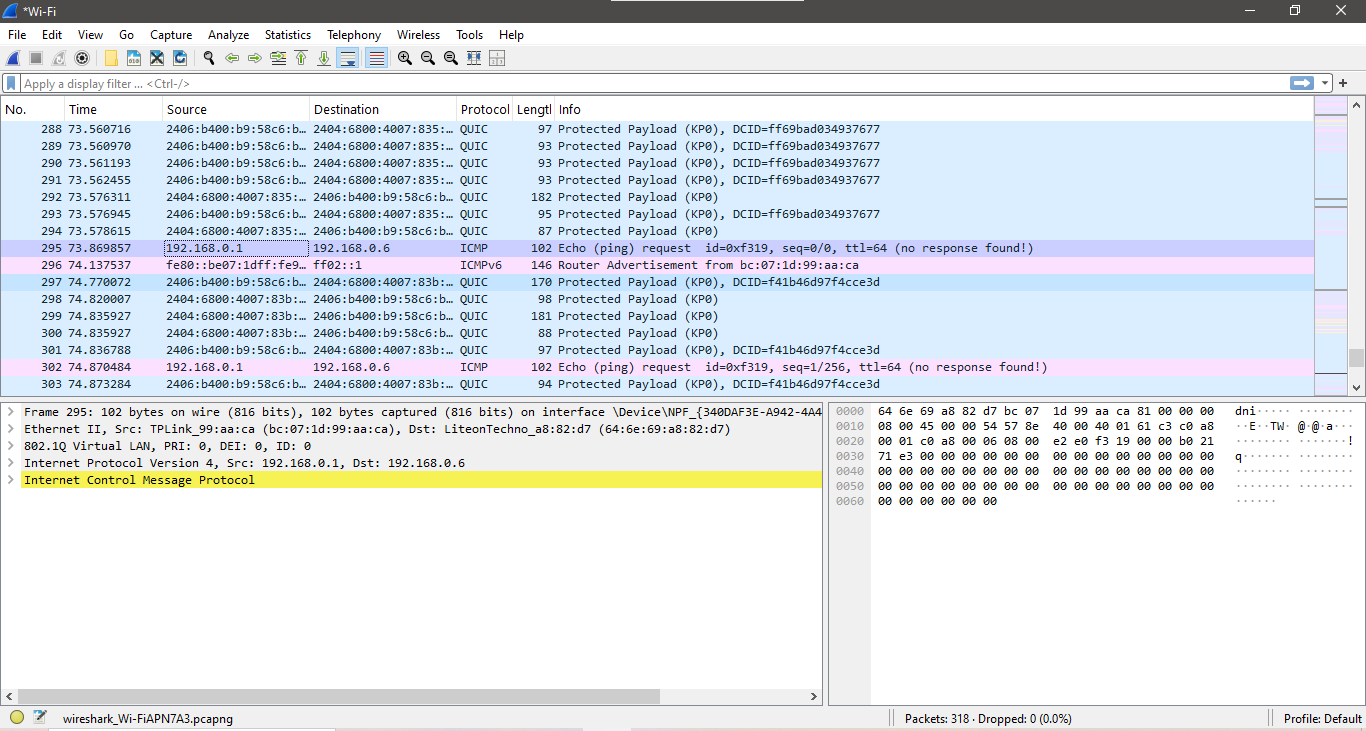 *Wi-Fi
File Edit View Go Capture Analyze Statistics Telephony Wireless Tools Help
Apply a display filter ... <Ctrl-/>
No. Time Source Destination Protocol Lengtl Info
288 73.560716 2406:b400:b9:58c6:b… 2404:6800:4007:835:… QUIC 97 Protected Payload (KP0), DCID=ff69bad034937677
289 73.560970 2406:b400:b9:58c6:b… 2404:6800:4007:835:… QUIC 93 Protected Payload (KP0), DCID=ff69bad034937677
290 73.561193 2406:b400:b9:58c6:b… 2404:6800:4007:835:… QUIC 93 Protected Payload (KP0), DCID=ff69bad034937677
291 73.562455 2406:b400:b9:58c6:b… 2404:6800:4007:835:… QUIC 93 Protected Payload (KP0), DCID=ff69bad034937677
292 73.576311 2404:6800:4007:835:… 2406:b400:b9:58c6:b… QUIC 182 Protected Payload (KP0)
293 73.576945 2406:b400:b9:58c6:b… 2404:6800:4007:835:… QUIC 95 Protected Payload (KP0), DCID=ff69bad034937677
294 73.578615 2404:6800:4007:835:… 2406:b400:b9:58c6:b… QUIC 87 Protected Payload (KP0)
295 73.869857 192.168.0.1 192.168.0.6 ICMP 102 Echo (ping) request id=0xf319, seq=0/0, ttl=64 (no response found!)
296 74.137537 fe80::be07:1dff:fe9… ff02::1 ICMPv6 146 Router Advertisement from bc:07:1d:99:aa:ca
297 74.770072 2406:b400:b9:58c6:b… 2404:6800:4007:83b:… QUIC 170 Protected Payload (KP0), DCID=f41b46d97f4cce3d
298 74.820007 2404:6800:4007:83b:… 2406:b400:b9:58c6:b… QUIC 98 Protected Payload (KP0)
299 74.835927 2404:6800:4007:83b:… 2406:b400:b9:58c6:b… QUIC 181 Protected Payload (KP0)
300 74.835927 2404:6800:4007:83b:… 2406:b400:b9:58c6:b… QUIC 88 Protected Payload (KP0)
301 74.836788 2406:b400:b9:58c6:b… 2404:6800:4007:83b:… QUIC 97 Protected Payload (KP0), DCID=f41b46d97f4cce3d
302 74.870484 192.168.0.1 192.168.0.6 ICMP 102 Echo (ping) request id=0xf319, seq=1/256, ttl=64 (no response found!)
303 74.873284 2406:b400:b9:58c6:b… 2404:6800:4007:83b:… QUIC 94 Protected Payload (KP0), DCID=f41b46d97f4cce3d
Frame 295: 102 bytes on wire (816 bits), 102 bytes captured (816 bits) on interface \Device\NPF_{340DAF3E-A942-4A4
Ethernet II, Src: TPLink_99:aa:ca (bc:07:1d:99:aa:ca), Dst: LiteonTechno_a8:82:d7 (64:6e:69:a8:82:d7)
802.1Q Virtual LAN, PRI: 0, DEI: 0, ID: 0
Internet Protocol Version 4, Src: 192.168.0.1, Dst: 192.168.0.6
Internet Control Message Protocol
0000 64 6e 69 a8 82 d7 bc 07 1d 99 aa ca 81 00 00 00 dni····· ········
0010 08 00 45 00 00 54 57 8e 40 00 40 01 61 c3 c0 a8 ··E··TW· @·@·a···
0020 00 01 c0 a8 00 06 08 00 e2 e0 f3 19 00 00 b0 21 ········ ·······!
0030 71 e3 00 00 00 00 00 00 00 00 00 00 00 00 00 00 q······· ········
0040 00 00 00 00 00 00 00 00 00 00 00 00 00 00 00 00 ········ ········
0050 00 00 00 00 00 00 00 00 00 00 00 00 00 00 00 00 ········ ········
0060 00 00 00 00 00 00 ······
wireshark_Wi-FiAPN7A3.pcapng Packets: 318 · Dropped: 0 (0.0%) Profile: Default